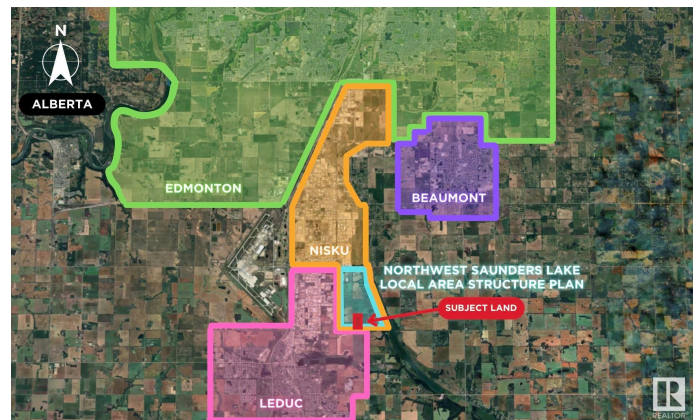 N
ALBERTA
EDMONTON
BEAUMONT
NISKU
NORTHWEST SAUNDERS LAKE
LOCAL AREA STRUCTURE PLAN
SUBJECT LAND
LEDUC
R
REALTOR